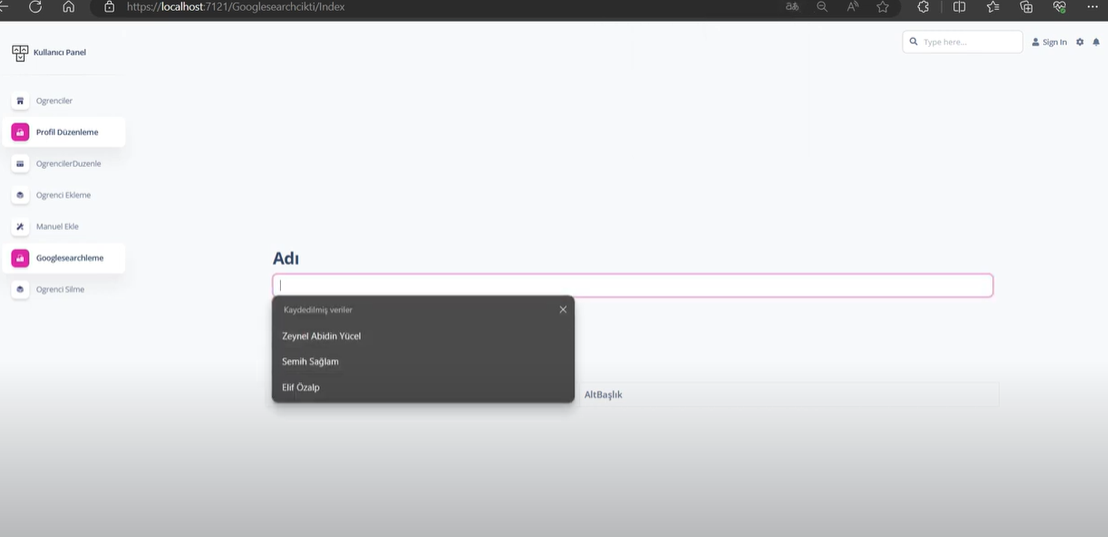 https://localhost:7121/Googlesearchcikti/Index
Kullanıcı Panel
Type here...
Sign In
Ogrenciler
Profil Düzenleme
OgrencilerDuzenle
Ogrenci Ekleme
Manuel Ekle
Googlesearchleme
Ogrenci Silme
Adı
Kaydedilmiş veriler
Zeynel Abidin Yücel
Semih Sağlam
Elif Özalp
AltBaşlık